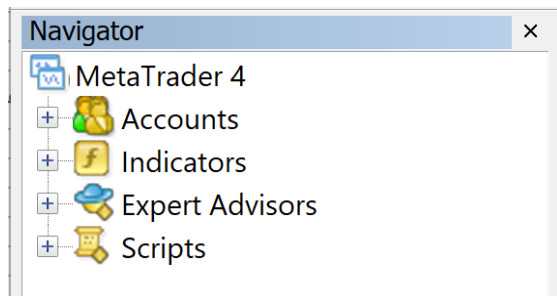 Navigator
MetaTrader 4
Accounts
Indicators
Expert Advisors
Scripts